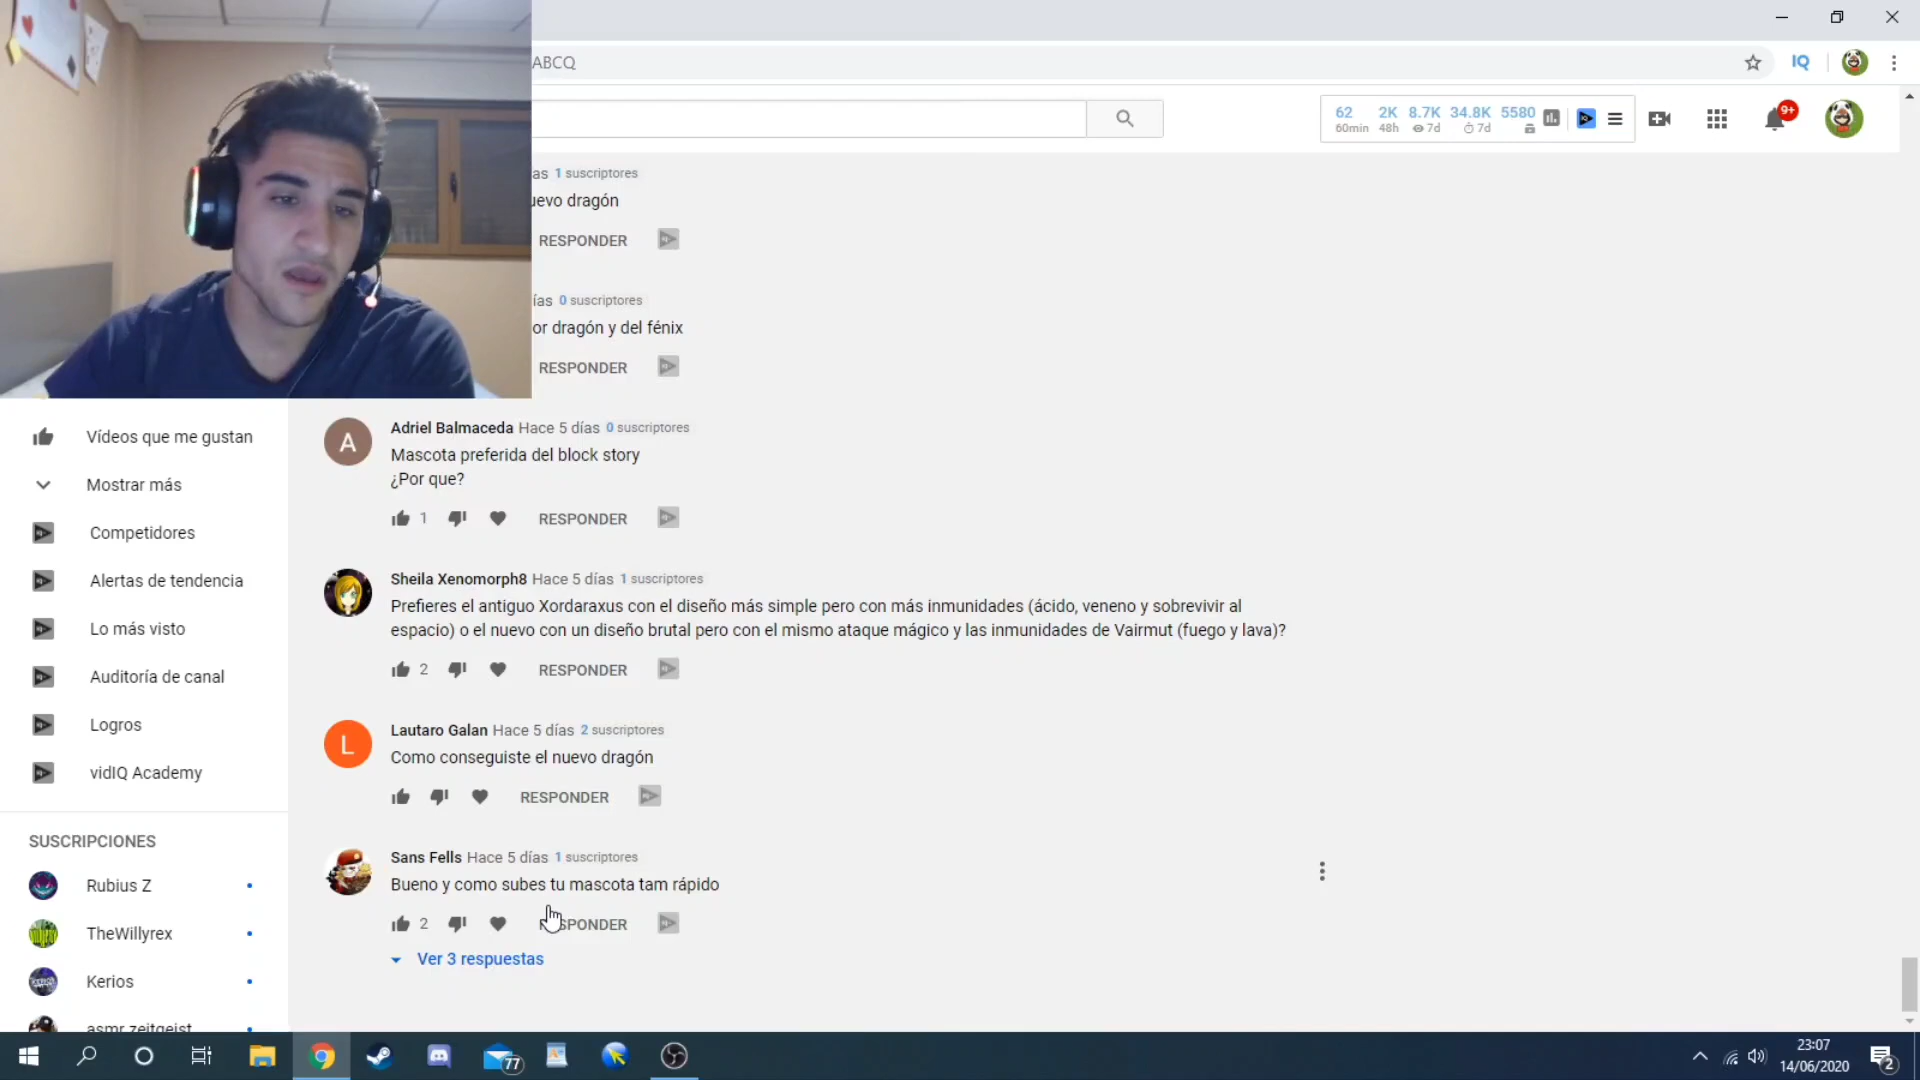 ABCQ
62 2K 8.7K 34.8K 5580
60min 48h 7d 7d
9+
1 suscriptores
evo dragón
RESPONDER
0 suscriptores
or dragón y del fénix
RESPONDER
Adriel Balmaceda Hace 5 días 0 suscriptores
Mascota preferida del block story
¿Por que?
1 RESPONDER
Sheila Xenomorph8 Hace 5 días 1 suscriptores
Prefieres el antiguo Xordaraxus con el diseño más simple pero con más inmunidades (ácido, veneno y sobrevivir al
espacio) o el nuevo con un diseño brutal pero con el mismo ataque mágico y las inmunidades de Vairmut (fuego y lava)?
2 RESPONDER
Lautaro Galan Hace 5 días 2 suscriptores
Como conseguiste el nuevo dragón
RESPONDER
Sans Fells Hace 5 días 1 suscriptores
Bueno y como subes tu mascota tam rápido
2 RESPONDER
Ver 3 respuestas
Vídeos que me gustan
Mostrar más
Competidores
Alertas de tendencia
Lo más visto
Auditoría de canal
Logros
vidIQ Academy
SUSCRIPCIONES
Rubius Z
TheWillyrex
Kerios
asmr zeitgeist
IQ
A
L
77
23:07
14/06/2020
2